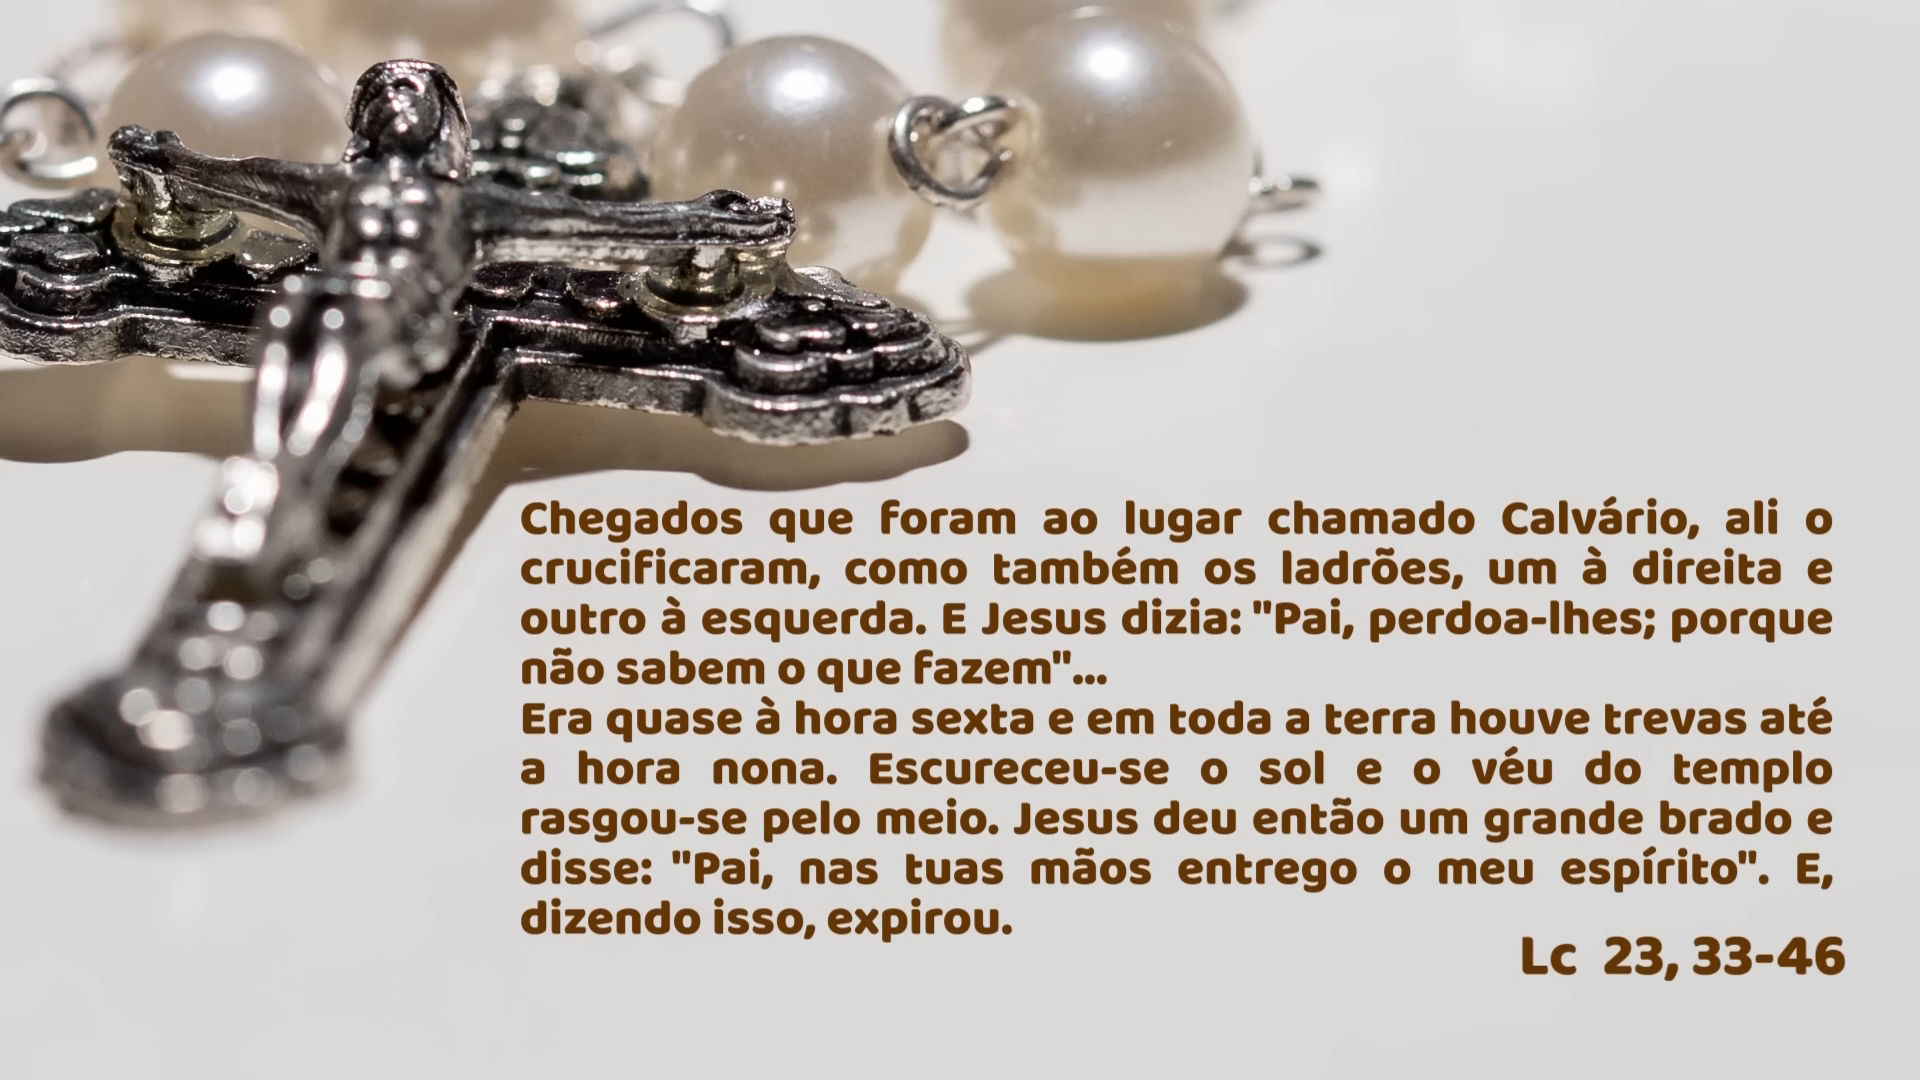 Chegados que foram ao lugar chamado Calvário, ali o
crucificaram, como também os ladrões, um à direita e
outro à esquerda. E Jesus dizia: "Pai, perdoa-lhes; porque
não sabem o que fazem"...
Era quase à hora sexta e em toda a terra houve trevas até
a hora nona. Escureceu-se o sol e o véu do templo
rasgou-se pelo meio. Jesus deu então um grande brado e
disse: "Pai, nas tuas mãos entrego o meu espírito". E,
dizendo isso, expirou.
Lc 23, 33-46